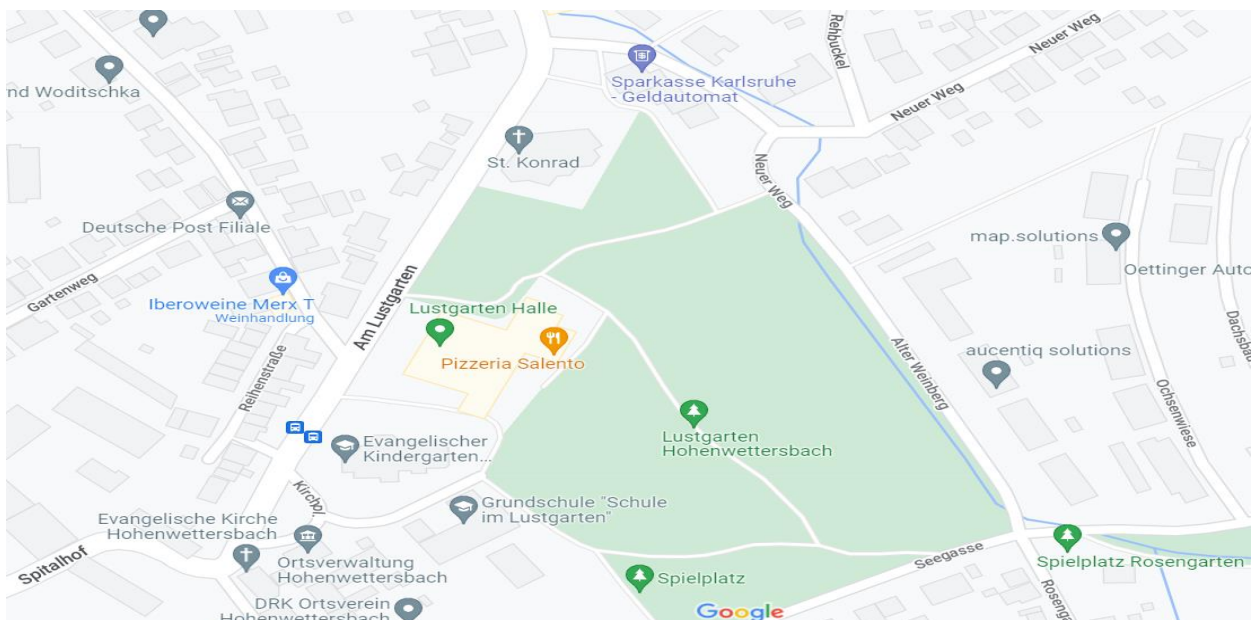 Rehbuckel
Neuer Weg
Sparkasse Karlsruhe
- Geldautomat
nd Woditschka
Neuer Weg
St. Konrad
Neuer Weg
Deutsche Post Filiale
map.solutions
Oettinger Auto
Gartenweg
Iberoweine Merx T
Weinhandlung
Am Lustgarten
Lustgarten Halle
Pizzeria Salento
Reihenstraße
Alter Weinberg
aucentiq solutions
Dachsbau
Ochsenwiese
Lustgarten
Hohenwettersbach
Evangelischer
Kindergarten...
Kirchpl.
Grundschule "Schule
im Lustgarten"
Evangelische Kirche
Hohenwettersbach
Ortsverwaltung
Hohenwettersbach
Spitalhof
Seegasse
Spielplatz Rosengarten
Spielplatz
Rosenga
DRK Ortsverein
Hohenwettersbach
Google